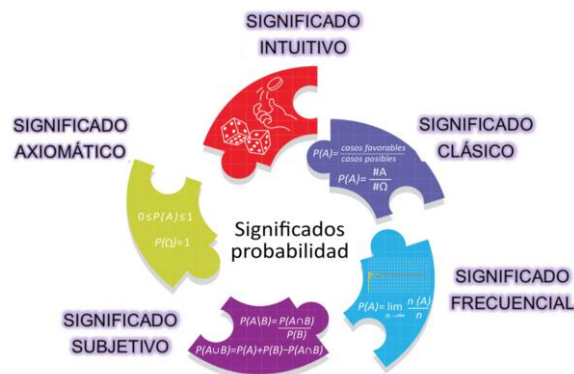 SIGNIFICADO
INTUITIVO
SIGNIFICADO
CLÁSICO
P(A)= casos favorables
casos posibles
P(A)= #A
#Ω
SIGNIFICADO
FRECUENCIAL
P(A)= lim n (A)
n→∞ n
SIGNIFICADO
SUBJETIVO
P(A\B)= P(A∩B)
P(B)
P(A∪B)=P(A)+P(B)−P(A∩B)
SIGNIFICADO
AXIOMÁTICO
0≤P(A)≤1
P(Ω)=1
Significados
probabilidad